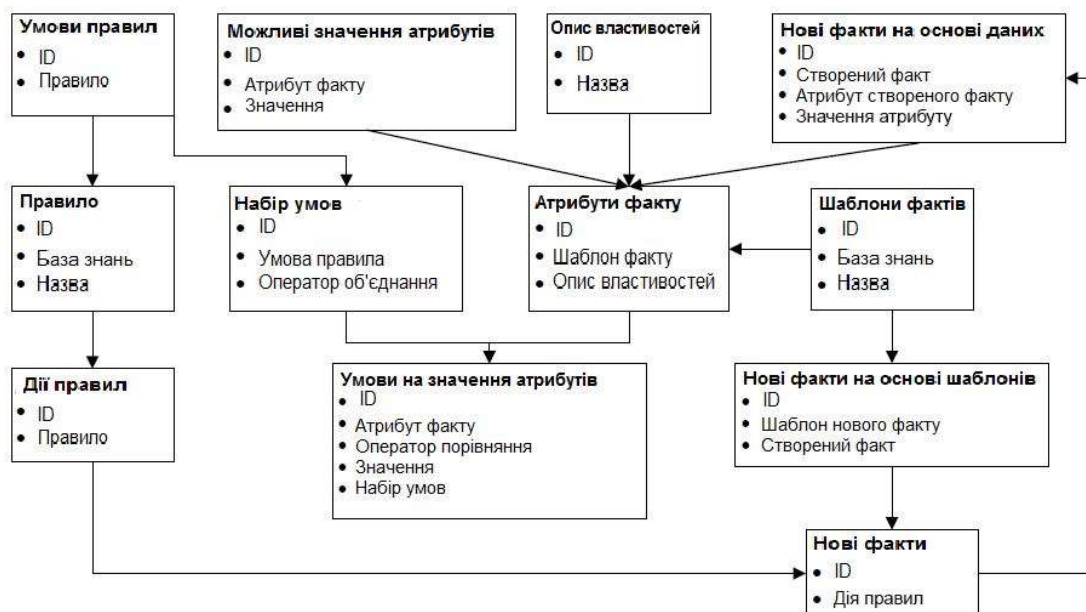 Умови правил
• ID
• Правило
Можливі значення атрибутів
• ID
• Атрибут факту
• Значення
Опис властивостей
• ID
• Назва
Нові факти на основі даних
• ID
• Створений факт
• Атрибут створеного факту
• Значення атрибуту
Правило
• ID
• База знань
• Назва
Набір умов
• ID
• Умова правила
• Оператор об'єднання
Атрибути факту
• ID
• Шаблон факту
• Опис властивостей
Шаблони фактів
• ID
• База знань
• Назва
Дії правил
• ID
• Правило
Умови на значення атрибутів
• ID
• Атрибут факту
• Оператор порівняння
• Значення
• Набір умов
Нові факти на основі шаблонів
• ID
• Шаблон нового факту
• Створений факт
Нові факти
• ID
• Дія правил